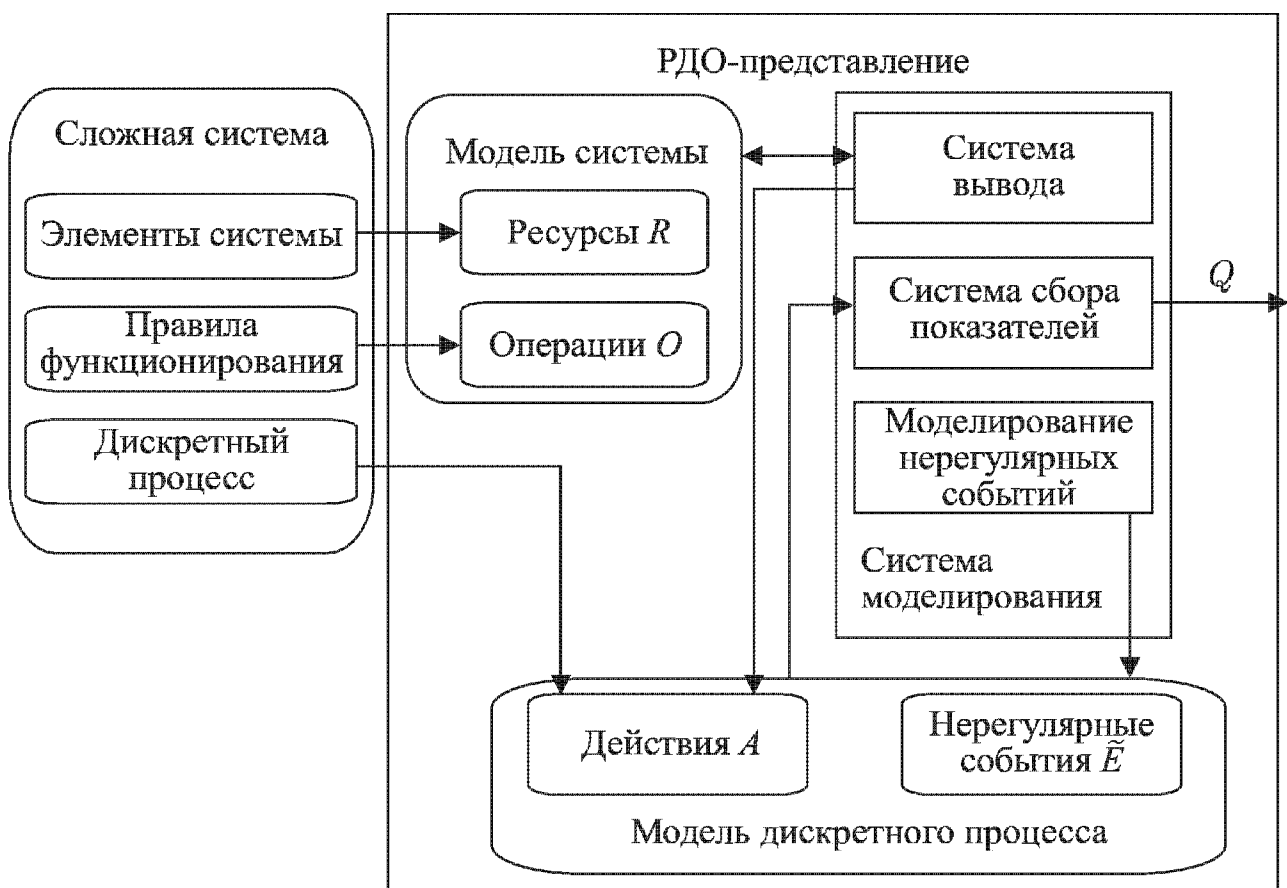 РДО-представление
Сложная система
Элементы системы
Правила
функционирования
Дискретный
процесс
Модель системы
Ресурсы R
Операции O
Система
вывода
Система сбора
показателей
Q
Моделирование
нерегулярных
событий
Система
моделирования
Действия A
Нерегулярные
события Ẽ
Модель дискретного процесса